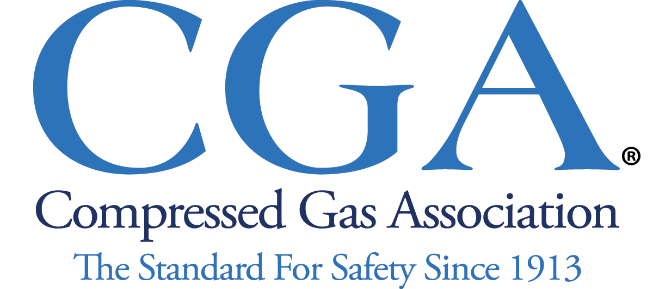 CGA®
Compressed Gas Association
The Standard For Safety Since 1913